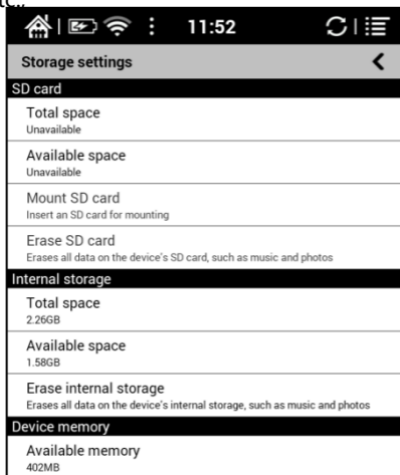 11:52
Storage settings
SD card
Total space
Unavailable
Available space
Unavailable
Mount SD card
Insert an SD card for mounting
Erase SD card
Erases all data on the device's SD card, such as music and photos
Internal storage
Total space
2.26GB
Available space
1.58GB
Erase internal storage
Erases all data on the device's internal storage, such as music and photos
Device memory
Available memory
402MB